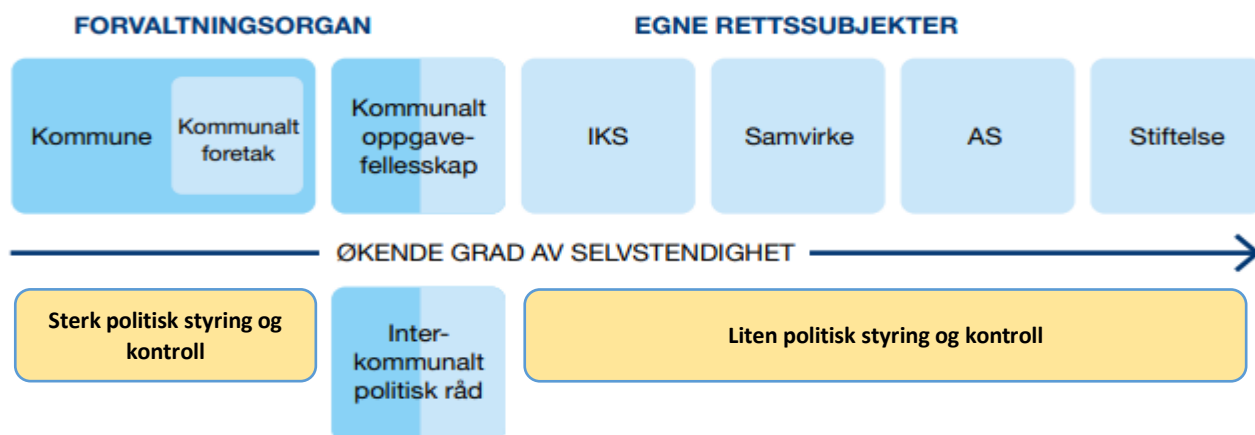 FORVALTNINGSORGAN
EGNE RETTSSUBJEKTER
Kommune
Kommunalt
foretak
Kommunalt
oppgave-
fellesskap
IKS
Samvirke
AS
Stiftelse
ØKENDE GRAD AV SELVSTENDIGHET
Sterk politisk styring og
kontroll
Inter-
kommunalt
politisk råd
Liten politisk styring og kontroll